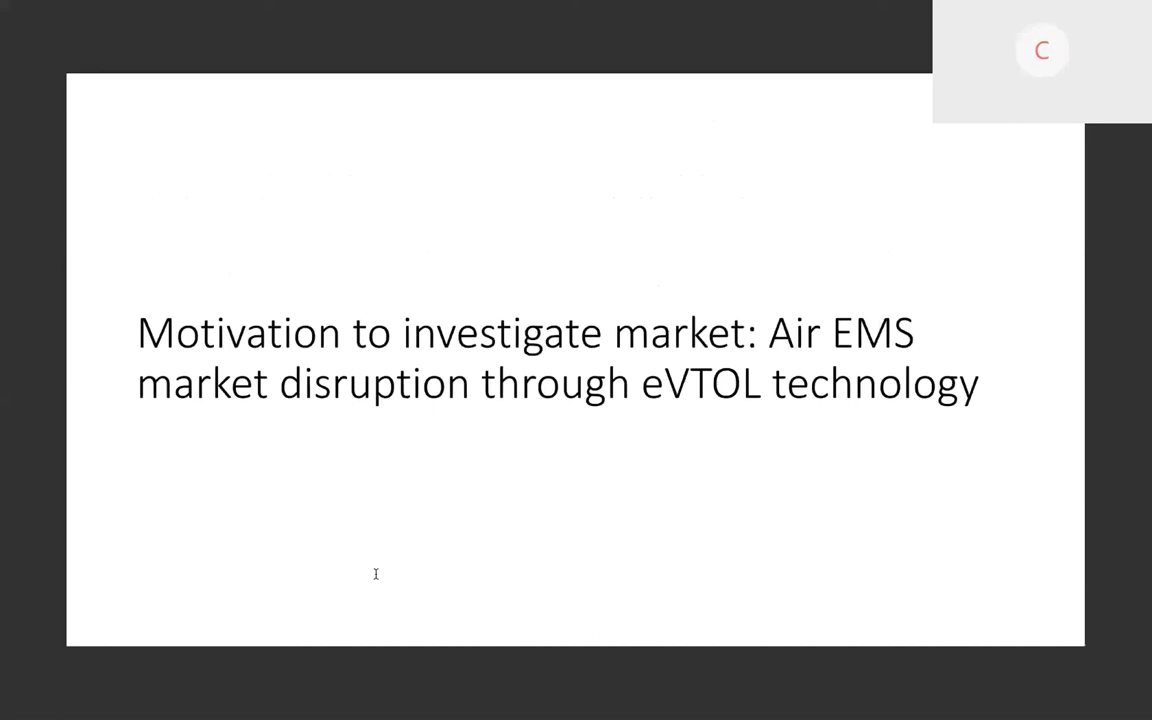 C
Motivation to investigate market: Air EMS
market disruption through eVTOL technology